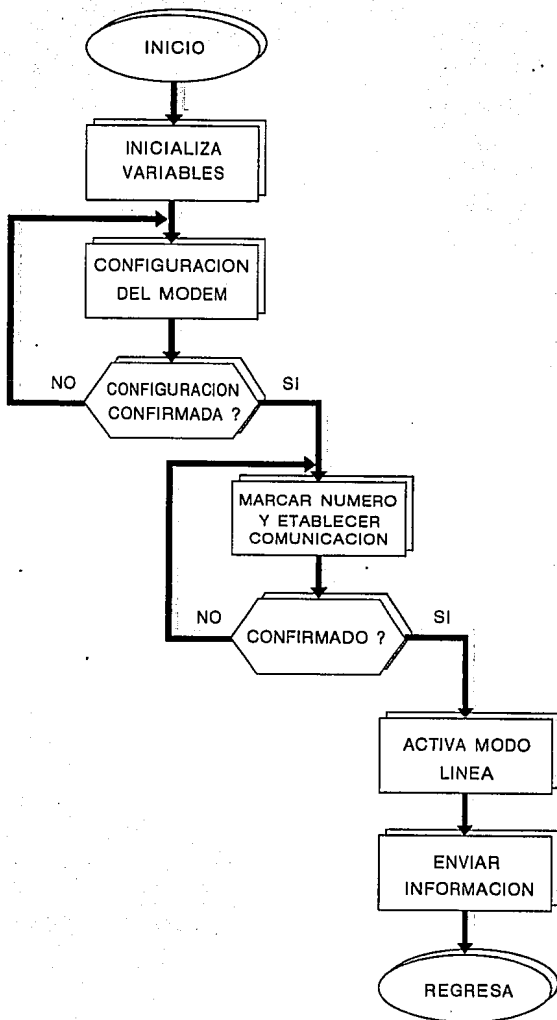 INICIO
INICIALIZA
VARIABLES
CONFIGURACION
DEL MODEM
NO
CONFIGURACION
CONFIRMADA ?
SI
MARCAR NUMERO
Y ETABLECER
COMUNICACION
NO
CONFIRMADO ?
SI
ACTIVA MODO
LINEA
ENVIAR
INFORMACION
REGRESA